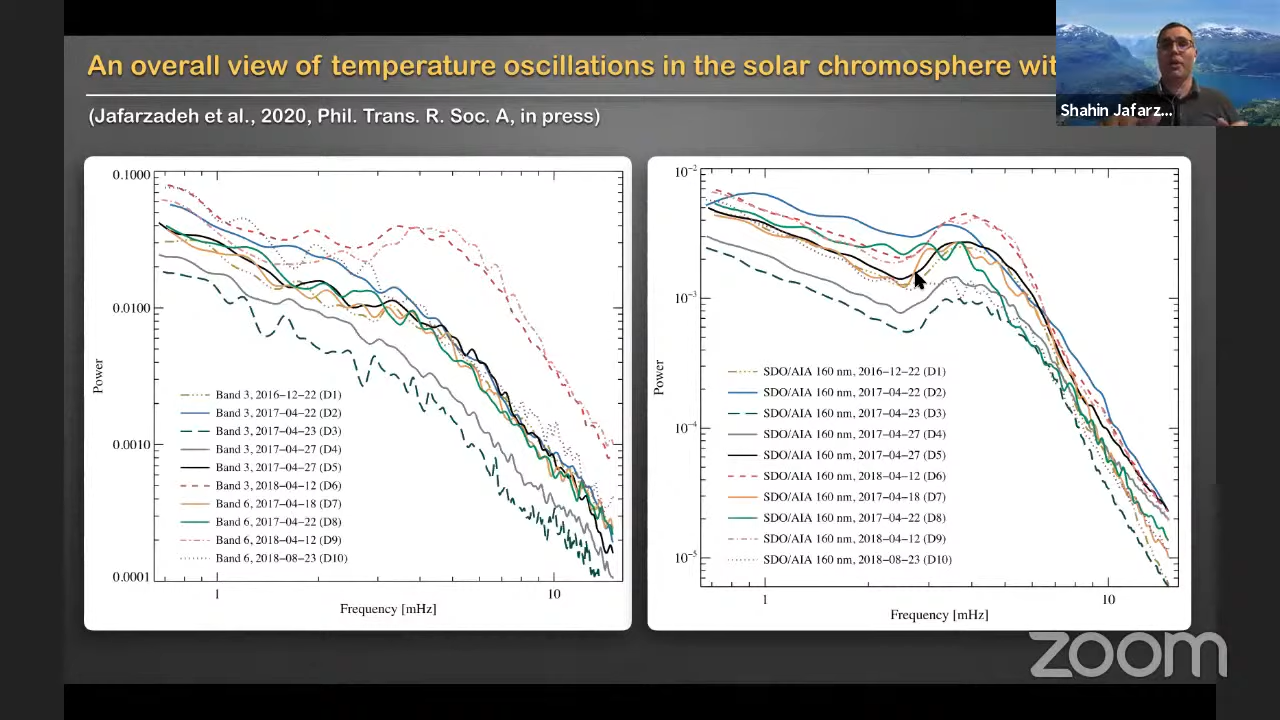 An overall view of temperature oscillations in the solar chromosphere wit
(Jafarzadeh et al., 2020, Phil. Trans. R. Soc. A, in press)
Shahin Jafarz...
0.1000
0.0100
0.0010
0.0001
Power
Band 3, 2016−12−22 (D1)
Band 3, 2017−04−22 (D2)
Band 3, 2017−04−23 (D3)
Band 3, 2017−04−27 (D4)
Band 3, 2017−04−27 (D5)
Band 3, 2018−04−12 (D6)
Band 6, 2017−04−18 (D7)
Band 6, 2017−04−22 (D8)
Band 6, 2018−04−12 (D9)
Band 6, 2018−08−23 (D10)
1
10
Frequency [mHz]
10⁻²
10⁻³
10⁻⁴
10⁻⁵
Power
SDO/AIA 160 nm, 2016−12−22 (D1)
SDO/AIA 160 nm, 2017−04−22 (D2)
SDO/AIA 160 nm, 2017−04−23 (D3)
SDO/AIA 160 nm, 2017−04−27 (D4)
SDO/AIA 160 nm, 2017−04−27 (D5)
SDO/AIA 160 nm, 2018−04−12 (D6)
SDO/AIA 160 nm, 2017−04−18 (D7)
SDO/AIA 160 nm, 2017−04−22 (D8)
SDO/AIA 160 nm, 2018−04−12 (D9)
SDO/AIA 160 nm, 2018−08−23 (D10)
1
10
Frequency [mHz]
zoom